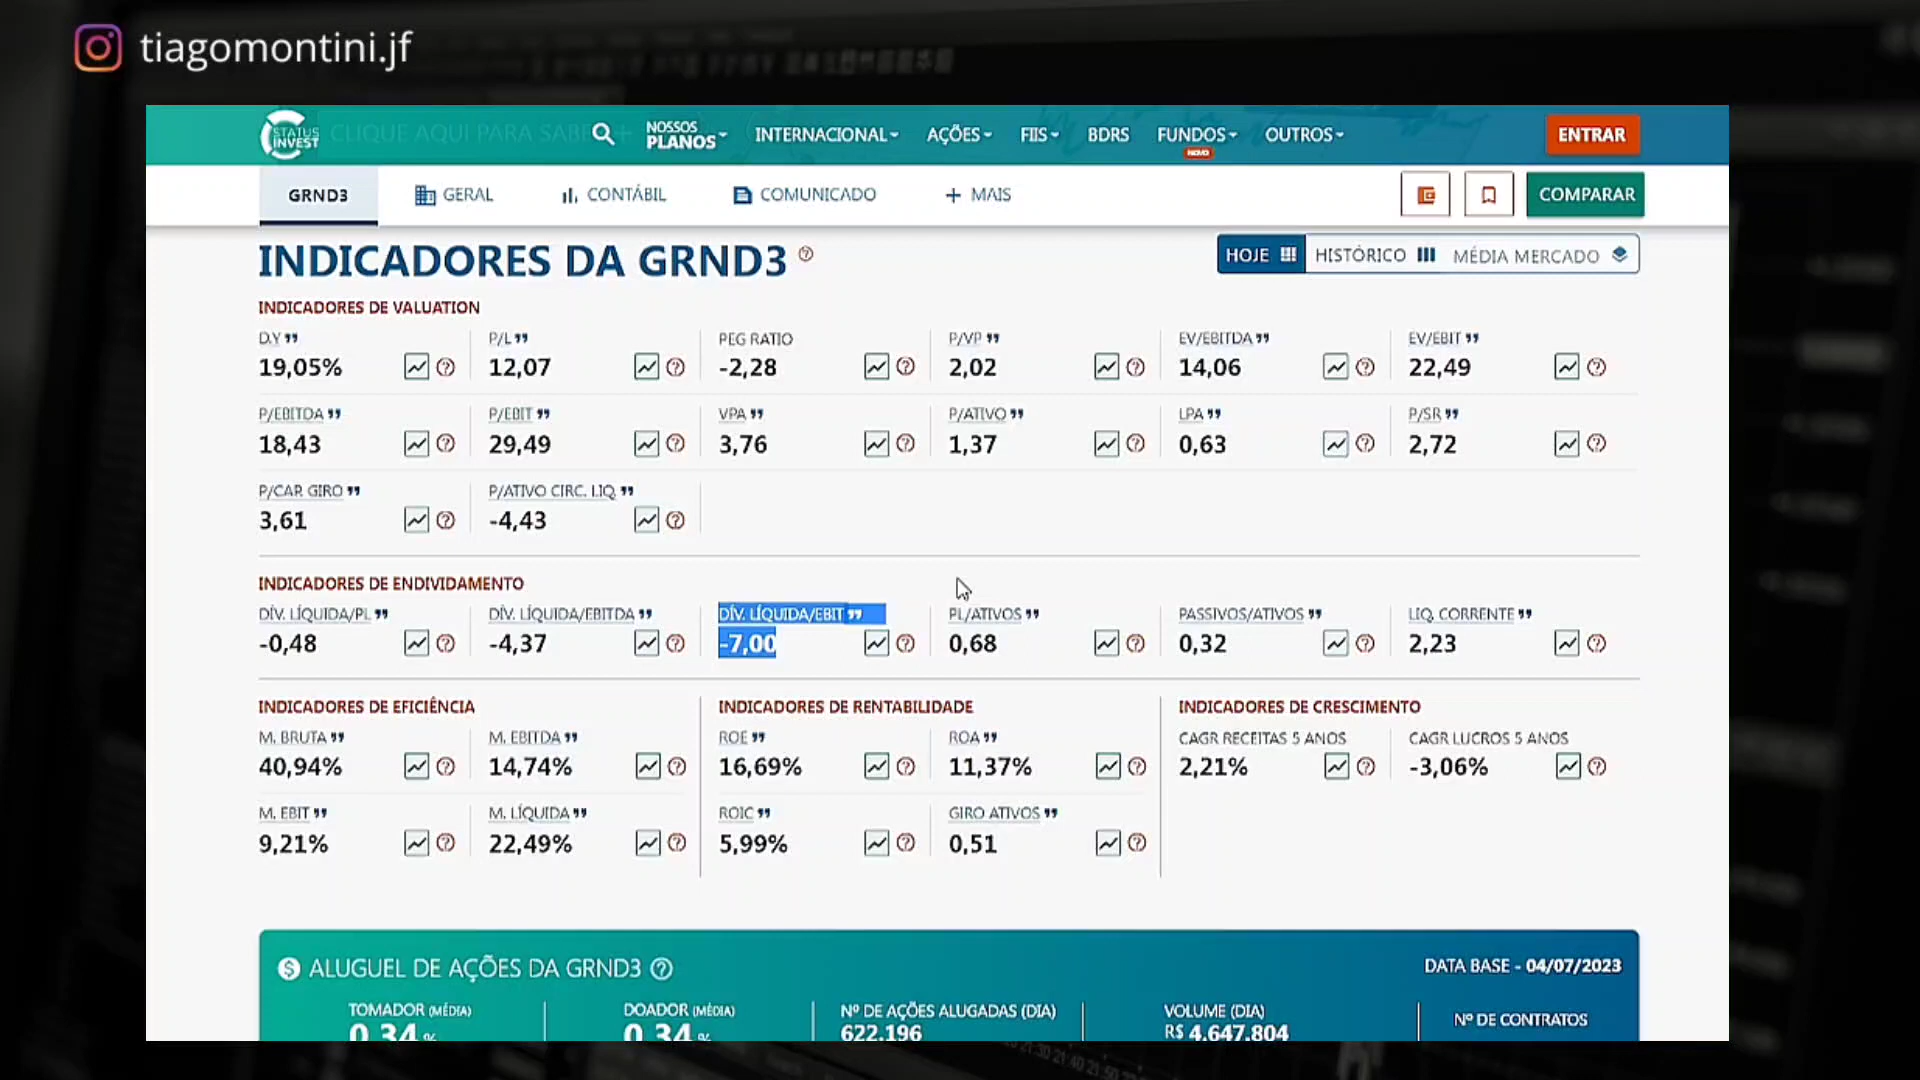 tiagomontini.jf
STATUS INVEST
CLIQUE AQUI PARA SABE
NOSSOS PLANOS
INTERNACIONAL
AÇÕES
FIIS
BDRS
FUNDOS
NOVO
OUTROS
ENTRAR
GRND3
GERAL
CONTÁBIL
COMUNICADO
+ MAIS
COMPARAR
INDICADORES DA GRND3
HOJE
HISTÓRICO
MÉDIA MERCADO
INDICADORES DE VALUATION
D.Y P/L PEG RATIO P/VP EV/EBITDA EV/EBIT
19,05% 12,07 -2,28 2,02 14,06 22,49
P/EBITDA P/EBIT VPA P/ATIVO LPA P/SR
18,43 29,49 3,76 1,37 0,63 2,72
P/CAP. GIRO P/ATIVO CIRC. LIQ.
3,61 -4,43
INDICADORES DE ENDIVIDAMENTO
DÍV. LÍQUIDA/PL DÍV. LÍQUIDA/EBITDA DÍV. LÍQUIDA/EBIT PL/ATIVOS PASSIVOS/ATIVOS LIQ. CORRENTE
-0,48 -4,37 -7,00 0,68 0,32 2,23
INDICADORES DE EFICIÊNCIA INDICADORES DE RENTABILIDADE INDICADORES DE CRESCIMENTO
M. BRUTA M. EBITDA ROE ROA CAGR RECEITAS 5 ANOS CAGR LUCROS 5 ANOS
40,94% 14,74% 16,69% 11,37% 2,21% -3,06%
M. EBIT M. LÍQUIDA ROIC GIRO ATIVOS
9,21% 22,49% 5,99% 0,51
ALUGUEL DE AÇÕES DA GRND3
DATA BASE - 04/07/2023
TOMADOR (MÉDIA) DOADOR (MÉDIA) Nº DE AÇÕES ALUGADAS (DIA) VOLUME (DIA) Nº DE CONTRATOS
0,34 % 0,34 % 622.196 R$ 4.647.804